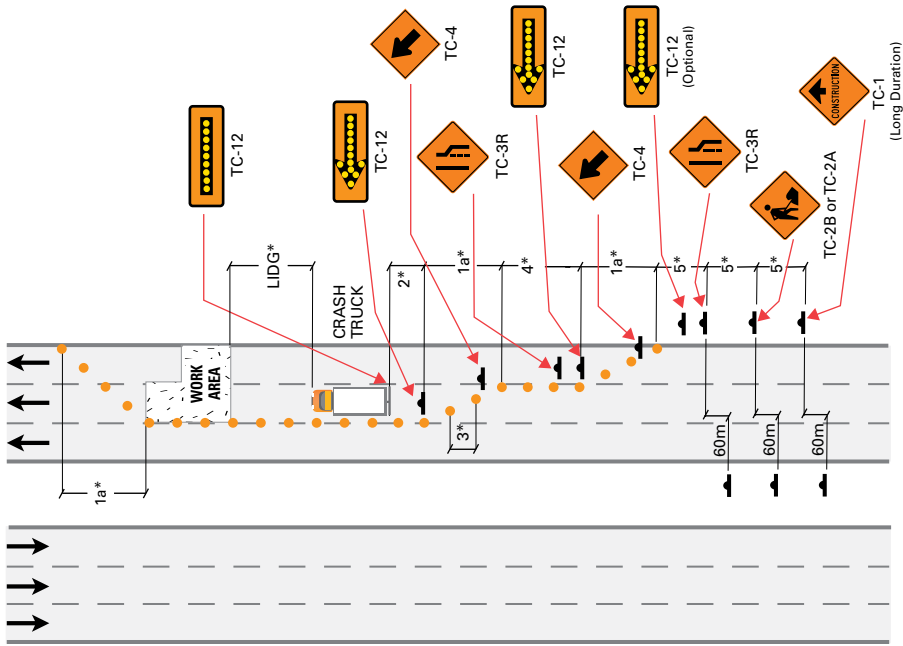 TC-4
TC-12
TC-12
(Optional)
TC-12
TC-12
TC-3R
TC-4
TC-3R
CONSTRUCTION
TC-1
(Long Duration)
TC-2B or TC-2A
LIDG*
CRASH
TRUCK
2*
1a*
4*
1a*
5*
5*
5*
WORK
AREA
3*
1a*
60m
60m
60m